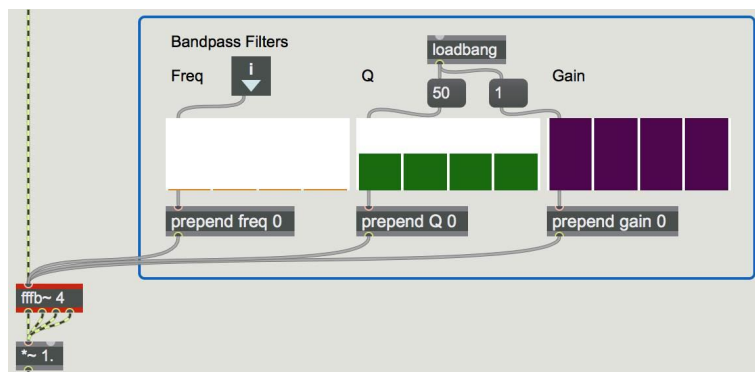 Bandpass Filters
loadbang
Freq
i
Q
Gain
50
1
prepend freq 0
prepend Q 0
prepend gain 0
fffb~ 4
*~ 1.